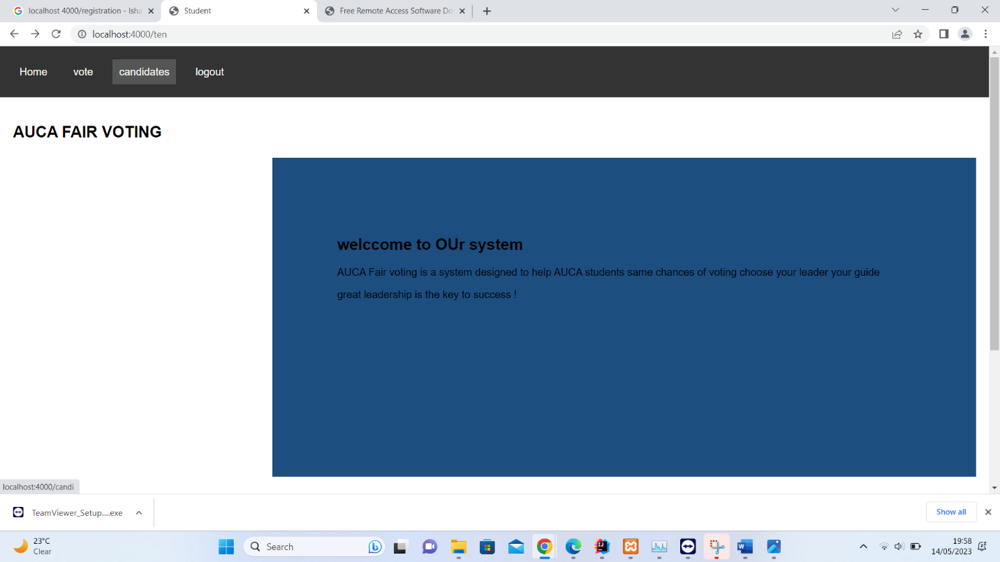 localhost 4000/registration - Isha
Student
Free Remote Access Software Do
localhost:4000/ten
Home vote candidates logout
AUCA FAIR VOTING
welccome to OUr system
AUCA Fair voting is a system designed to help AUCA students same chances of voting choose your leader your guide
great leadership is the key to success !
localhost:4000/candi
TeamViewer_Setup....exe
Show all
23°C
Clear
Search
19:58
14/05/2023